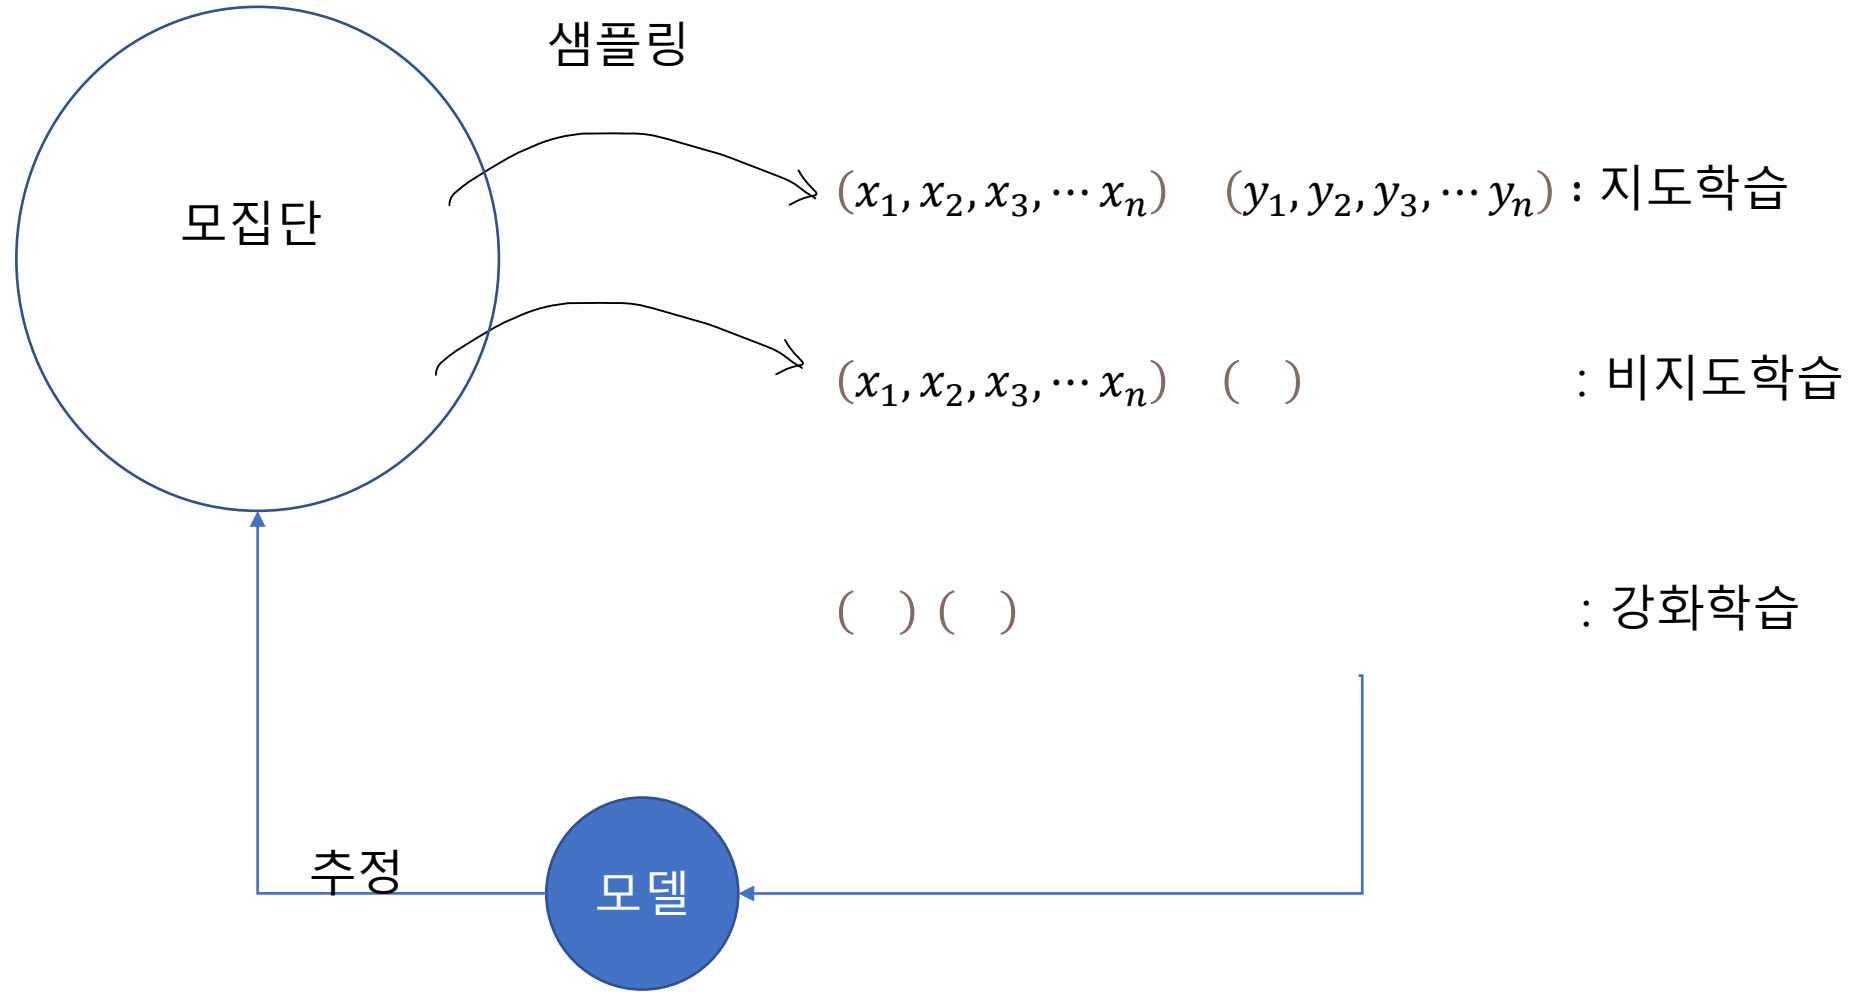 샘플링
모집단
(x₁, x₂, x₃, ⋯ xₙ) (y₁, y₂, y₃, ⋯ yₙ) : 지도학습
(x₁, x₂, x₃, ⋯ xₙ) ( ) : 비지도학습
( ) ( ) : 강화학습
추정
모델